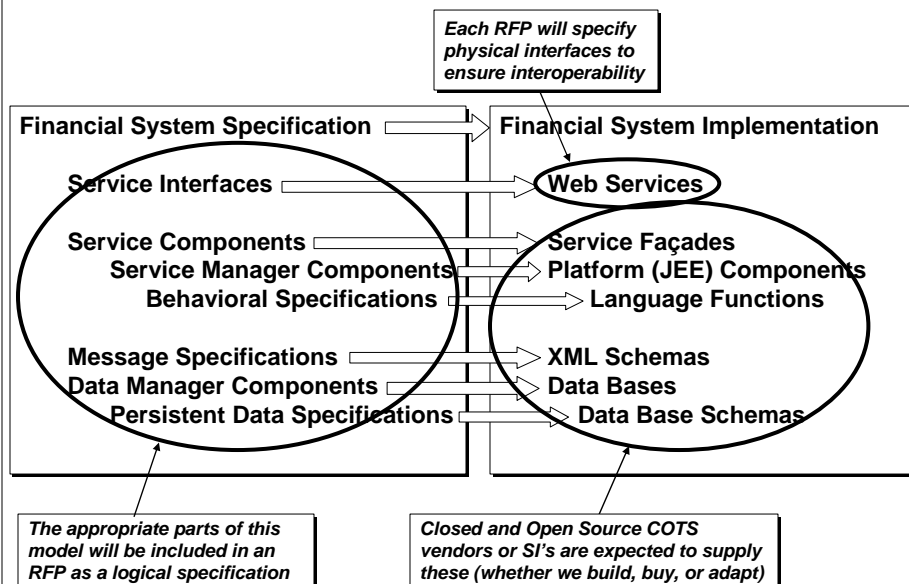 Each RFP will specify
physical interfaces to
ensure interoperability
Financial System Specification
Financial System Implementation
Service Interfaces
Web Services
Service Components
Service Façades
Service Manager Components
Platform (JEE) Components
Behavioral Specifications
Language Functions
Message Specifications
XML Schemas
Data Manager Components
Data Bases
Persistent Data Specifications
Data Base Schemas
The appropriate parts of this
model will be included in an
RFP as a logical specification
Closed and Open Source COTS
vendors or SI's are expected to supply
these (whether we build, buy, or adapt)